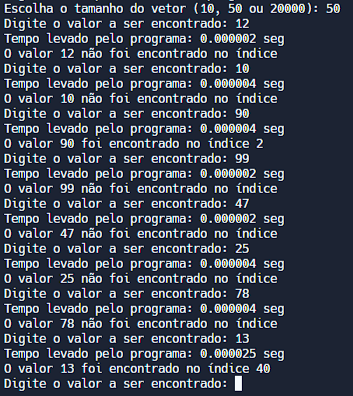 Escolha o tamanho do vetor (10, 50 ou 20000): 50
Digite o valor a ser encontrado: 12
Tempo levado pelo programa: 0.000002 seg
O valor 12 não foi encontrado no índice
Digite o valor a ser encontrado: 10
Tempo levado pelo programa: 0.000004 seg
O valor 10 não foi encontrado no índice
Digite o valor a ser encontrado: 90
Tempo levado pelo programa: 0.000004 seg
O valor 90 foi encontrado no índice 2
Digite o valor a ser encontrado: 99
Tempo levado pelo programa: 0.000002 seg
O valor 99 não foi encontrado no índice
Digite o valor a ser encontrado: 47
Tempo levado pelo programa: 0.000002 seg
O valor 47 não foi encontrado no índice
Digite o valor a ser encontrado: 25
Tempo levado pelo programa: 0.000004 seg
O valor 25 não foi encontrado no índice
Digite o valor a ser encontrado: 78
Tempo levado pelo programa: 0.000004 seg
O valor 78 não foi encontrado no índice
Digite o valor a ser encontrado: 13
Tempo levado pelo programa: 0.000025 seg
O valor 13 foi encontrado no índice 40
Digite o valor a ser encontrado: